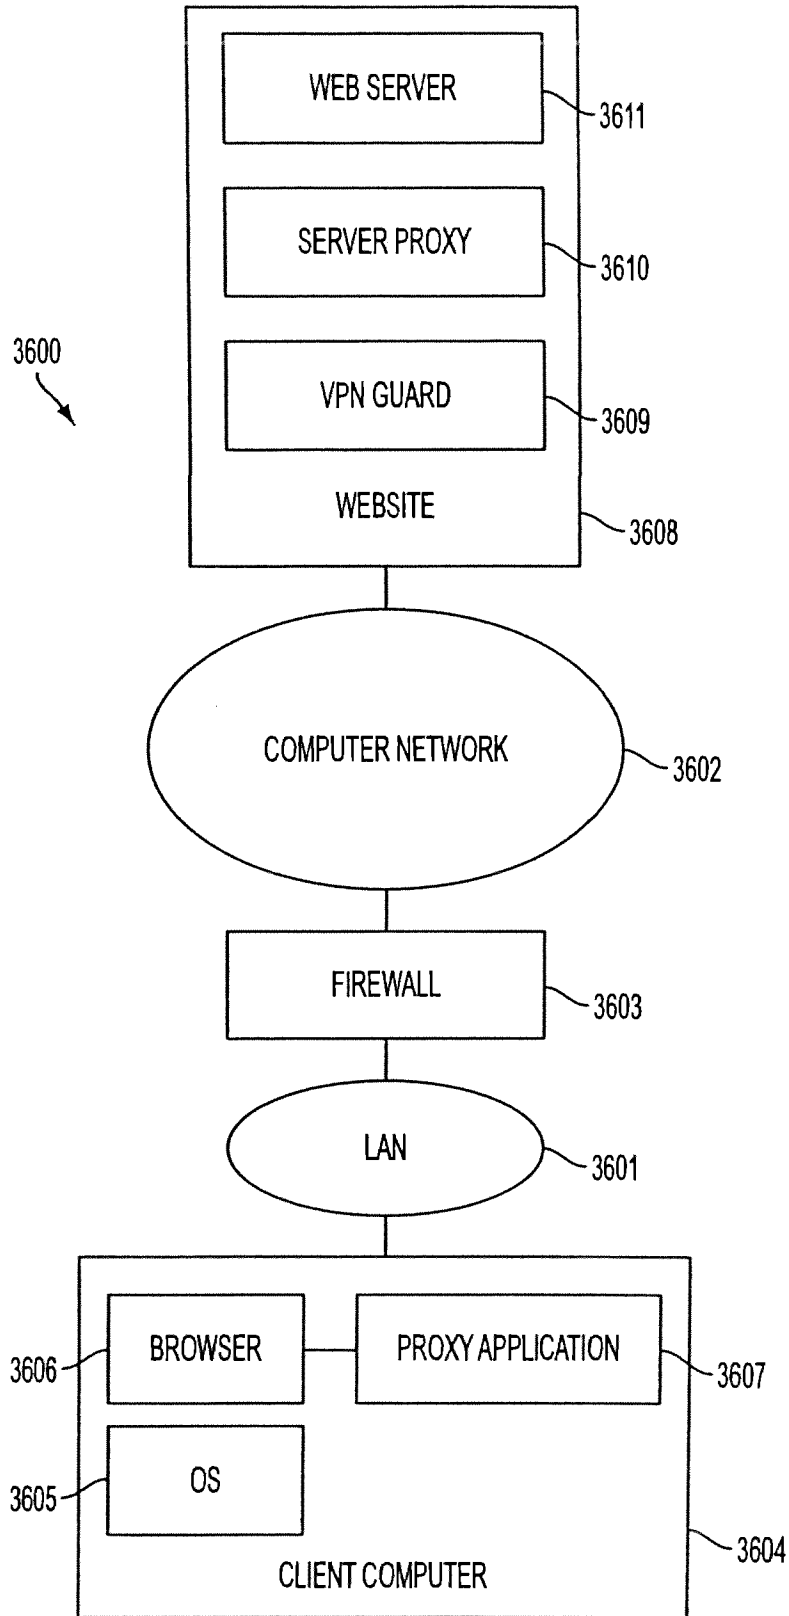 WEB SERVER
3611
SERVER PROXY
3610
3600
VPN GUARD
3609
WEBSITE
3608
COMPUTER NETWORK
3602
FIREWALL
3603
LAN
3601
BROWSER
PROXY APPLICATION
3606
3607
OS
3605
3604
CLIENT COMPUTER